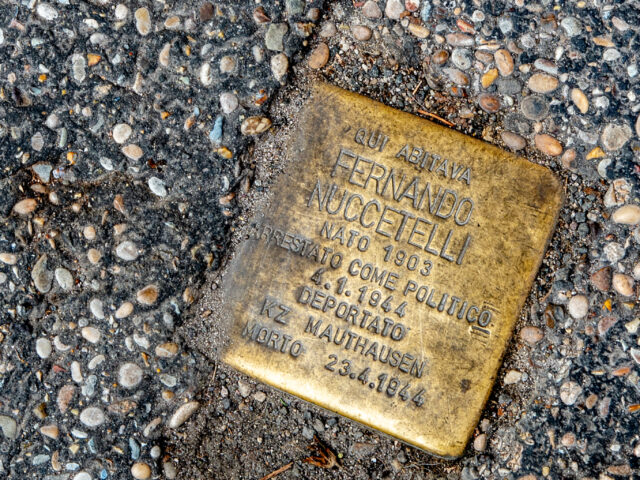 QUI ABITAVA
FERNANDO
NUCCETELLI
NATO 1903
ARRESTATO COME POLITICO
4.1.1944
DEPORTATO
KZ MAUTHAUSEN
MORTO 23.4.1944